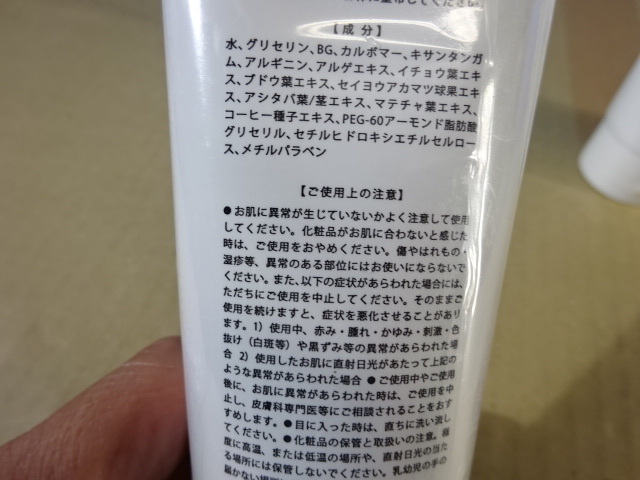 に塗布してください。
【成分】
水、グリセリン、BG、カルボマー、キサンタンガ
ム、アルギニン、アルゲエキス、イチョウ葉エキ
ス、ブドウ葉エキス、セイヨウアカマツ球果エキ
ス、アシタバ葉/茎エキス、マテチャ葉エキス、
コーヒー種子エキス、PEG-60アーモンド脂肪酸
グリセリル、セチルヒドロキシエチルセルロー
ス、メチルパラベン
【ご使用上の注意】
●お肌に異常が生じていないかよく注意して使用
してください。化粧品がお肌に合わないと感じた
時は、ご使用をおやめください。傷やはれもの・
湿疹等、異常のある部位にはお使いにならないで
ください。また、以下の症状があらわれた場合には、
ただちにご使用を中止してください。そのままご
使用を続けますと、症状を悪化させることがあり
ます。1）使用中、赤み・腫れ・かゆみ・刺激・色
抜け（白斑等）や黒ずみ等の異常があらわれた場
合 2）使用したお肌に直射日光があたって上記の
ような異常があらわれた場合 ●ご使用中やご使用
後に、お肌に異常があらわれた時は、ご使用を中
止し、皮膚科専門医等にご相談されることをおす
すめします。●目に入った時は、直ちに洗い流し
てください。●化粧品の保管と取扱いの注意。極
度に高温、または低温の場所や、直射日光の当た
る場所には保管しないでください。乳幼児の手の
届かない場所に